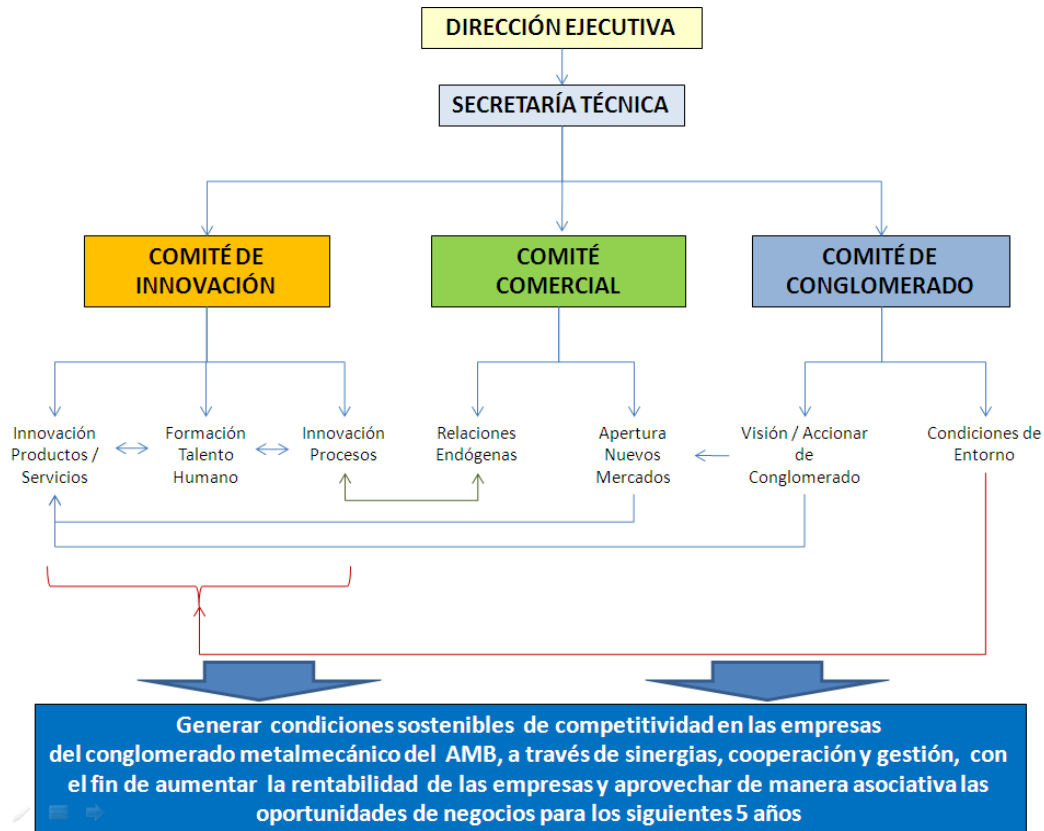 DIRECCIÓN EJECUTIVA
SECRETARÍA TÉCNICA
COMITÉ DE
INNOVACIÓN
COMITÉ
COMERCIAL
COMITÉ DE
CONGLOMERADO
Innovación
Productos /
Servicios
Formación
Talento
Humano
Innovación
Procesos
Relaciones
Endógenas
Apertura
Nuevos
Mercados
Visión / Accionar
de
Conglomerado
Condiciones de
Entorno
Generar condiciones sostenibles de competitividad en las empresas
del conglomerado metalmecánico del AMB, a través de sinergias, cooperación y gestión, con
el fin de aumentar la rentabilidad de las empresas y aprovechar de manera asociativa las
oportunidades de negocios para los siguientes 5 años